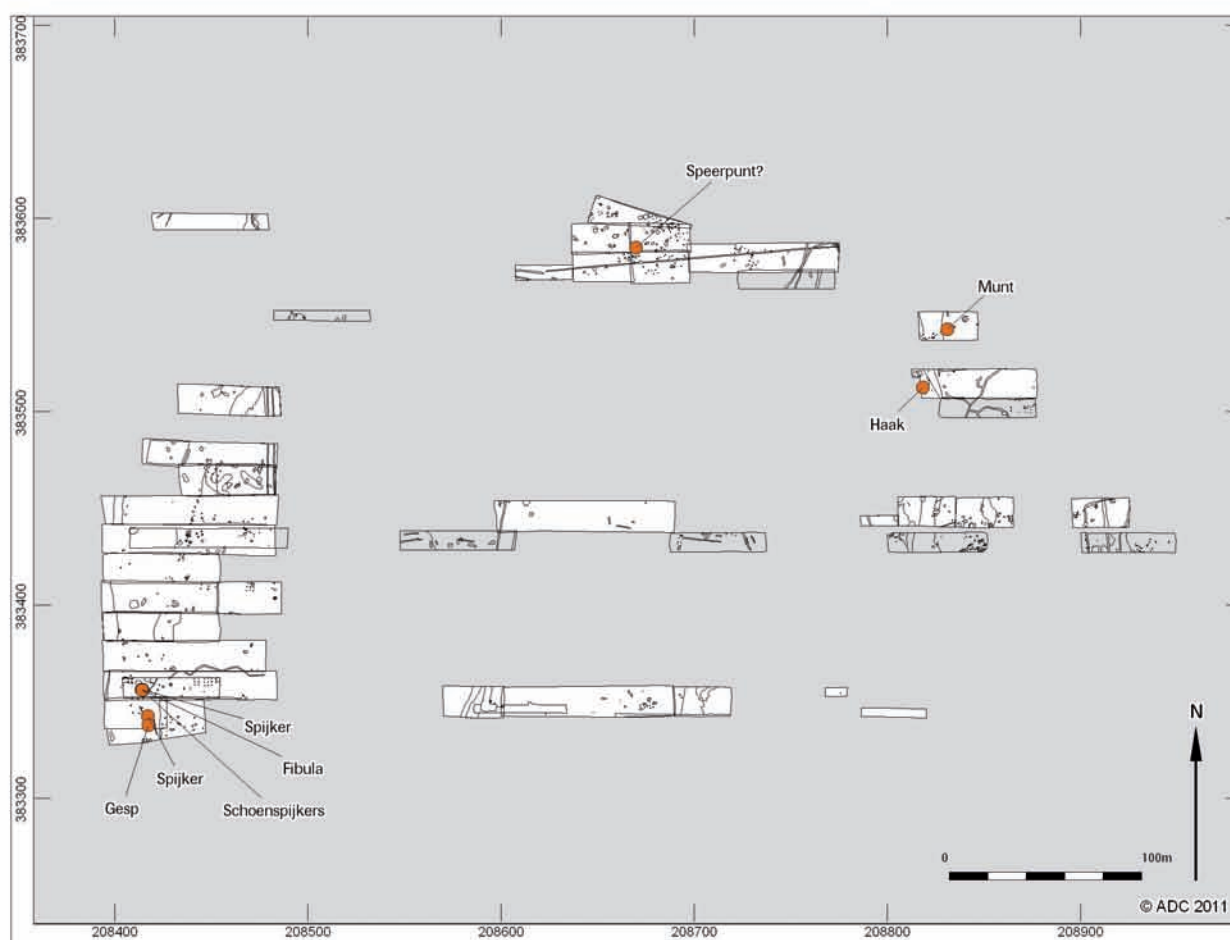 383700
Speerpunt?
383600
Munt
383500
Haak
383400
Spijker
Fibula
Spijker
Gesp
Schoenspijkers
383300
N
0
100m
© ADC 2011
208400
208500
208600
208700
208800
208900